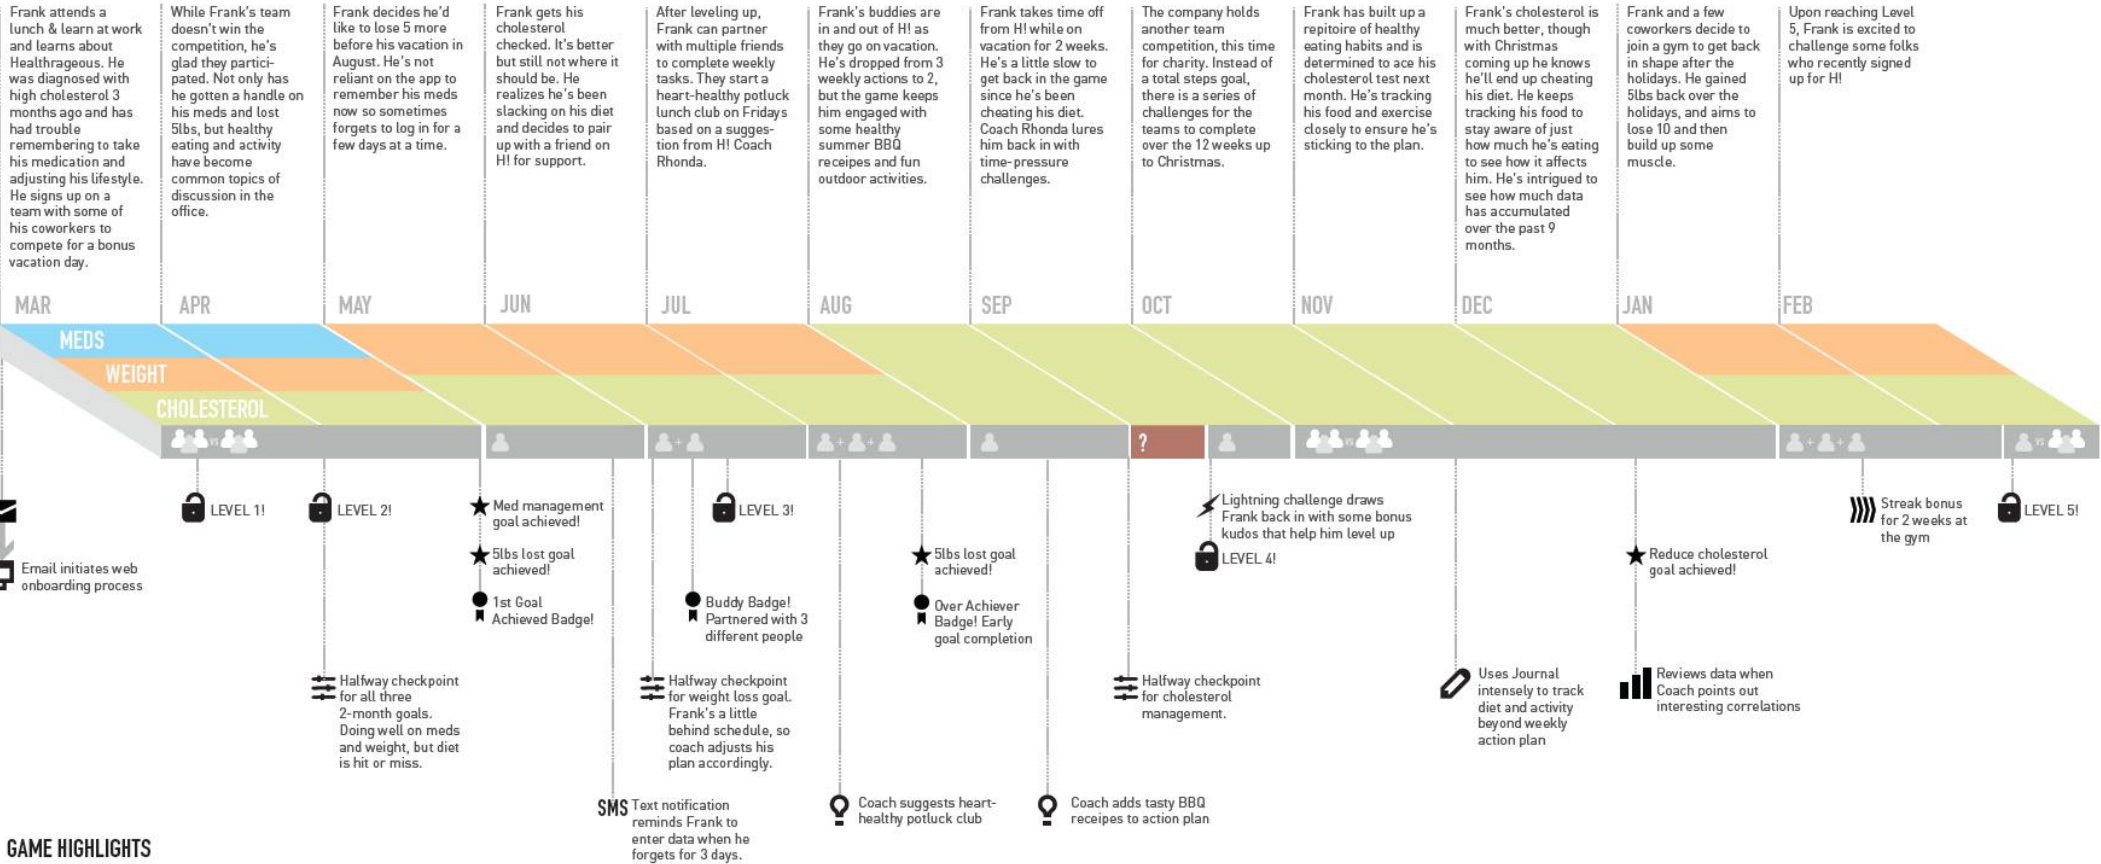 Frank attends a
lunch & learn at work
and learns about
Healthrageous. He
was diagnosed with
high cholesterol 3
months ago and has
had trouble
remembering to take
his medication and
adjusting his lifestyle.
He signs up on a
team with some of
his coworkers to
compete for a bonus
vacation day.
While Frank's team
doesn't win the
competition, he's
glad they partici-
pated. Not only has
he gotten a handle on
his meds and lost
5lbs, but healthy
eating and activity
have become
common topics of
discussion in the
office.
Frank decides he'd
like to lose 5 more
before his vacation in
August. He's not
reliant on the app to
remember his meds
now so sometimes
forgets to log in for a
few days at a time.
Frank gets his
cholesterol
checked. It's better
but still not where it
should be. He
realizes he's been
slacking on his diet
and decides to pair
up with a friend on
H! for support.
After leveling up,
Frank can partner
with multiple friends
to complete weekly
tasks. They start a
heart-healthy potluck
lunch club on Fridays
based on a sugges-
tion from H! Coach
Rhonda.
Frank's buddies are
in and out of H! as
they go on vacation.
He's dropped from 3
weekly actions to 2,
but the game keeps
him engaged with
some healthy
summer BBQ
receipes and fun
outdoor activities.
Frank takes time off
from H! while on
vacation for 2 weeks.
He's a little slow to
get back in the game
since he's been
cheating his diet.
Coach Rhonda lures
him back in with
time-pressure
challenges.
The company holds
another team
competition, this time
for charity. Instead of
a total steps goal,
there is a series of
challenges for the
teams to complete
over the 12 weeks up
to Christmas.
Frank has built up a
repitoire of healthy
eating habits and is
determined to ace his
cholesterol test next
month. He's tracking
his food and exercise
closely to ensure he's
sticking to the plan.
Frank's cholesterol is
much better, though
with Christmas
coming up he knows
he'll end up cheating
his diet. He keeps
tracking his food to
stay aware of just
how much he's eating
to see how it affects
him. He's intrigued to
see how much data
has accumulated
over the past 9
months.
Frank and a few
coworkers decide to
join a gym to get back
in shape after the
holidays. He gained
5lbs back over the
holidays, and aims to
lose 10 and then
build up some
muscle.
Upon reaching Level
5, Frank is excited to
challenge some folks
who recently signed
up for H!
MAR
APR
MAY
JUN
JUL
AUG
SEP
OCT
NOV
DEC
JAN
FEB
MEDS
WEIGHT
CHOLESTEROL
vs
+
+ +
?
vs
+ +
vs
Email initiates web
onboarding process
LEVEL 1!
LEVEL 2!
Halfway checkpoint
for all three
2-month goals.
Doing well on meds
and weight, but diet
is hit or miss.
Med management
goal achieved!
5lbs lost goal
achieved!
1st Goal
Achieved Badge!
SMS Text notification
reminds Frank to
enter data when he
forgets for 3 days.
Halfway checkpoint
for weight loss goal.
Frank's a little
behind schedule, so
coach adjusts his
plan accordingly.
Buddy Badge!
Partnered with 3
different people
LEVEL 3!
Coach suggests heart-
healthy potluck club
5lbs lost goal
achieved!
Over Achiever
Badge! Early
goal completion
Coach adds tasty BBQ
receipes to action plan
Halfway checkpoint
for cholesterol
management.
Lightning challenge draws
Frank back in with some bonus
kudos that help him level up
LEVEL 4!
Uses Journal
intensely to track
diet and activity
beyond weekly
action plan
Reduce cholesterol
goal achieved!
Reviews data when
Coach points out
interesting correlations
Streak bonus
for 2 weeks at
the gym
LEVEL 5!
GAME HIGHLIGHTS